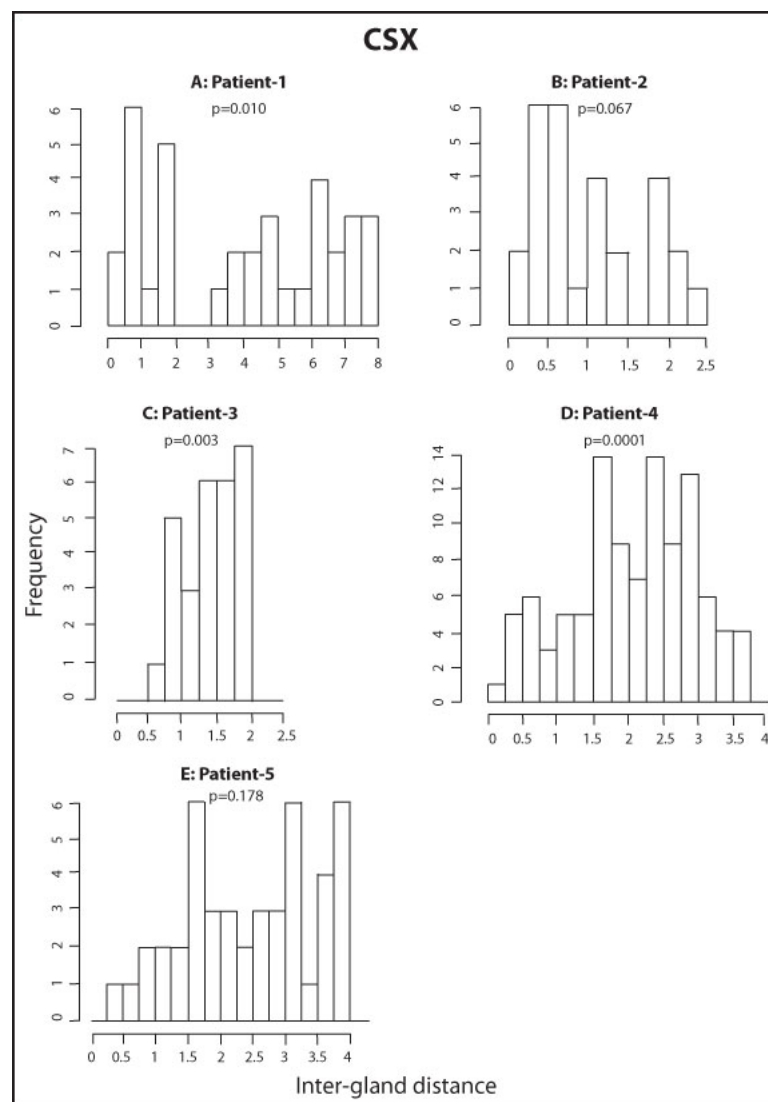 CSX
A: Patient-1
p=0.010
6
5
4
3
2
1
0
0 1 2 3 4 5 6 7 8
B: Patient-2
p=0.067
6
5
4
3
2
1
0
0 0.5 1 1.5 2 2.5
C: Patient-3
p=0.003
7
6
5
4
3
2
1
0
0 0.5 1 1.5 2 2.5
D: Patient-4
p=0.0001
14
12
10
8
6
4
2
0
0 0.5 1 1.5 2 2.5 3 3.5 4
Frequency
E: Patient-5
p=0.178
6
5
4
3
2
1
0
0 0.5 1 1.5 2 2.5 3 3.5 4
Inter-gland distance